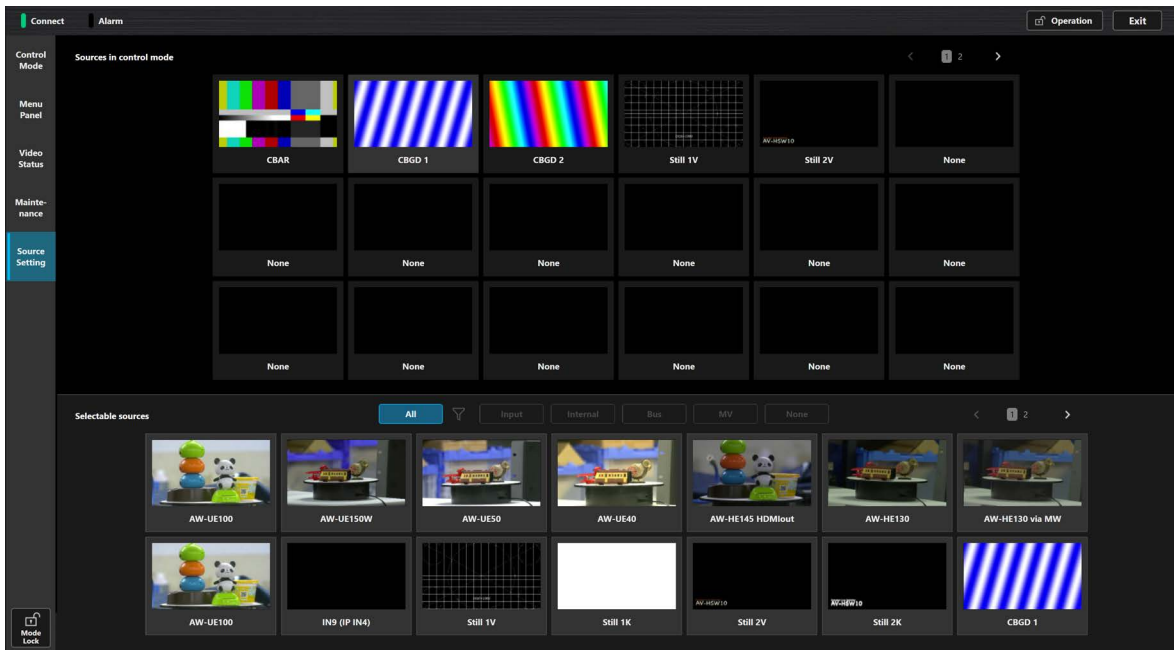 Connect
Alarm
Operation
Exit
Control
Mode
Menu
Panel
Video
Status
Mainte-
nance
Source
Setting
Mode
Lock
Sources in control mode
1 2
CBAR
CBGD 1
CBGD 2
Still 1V
AV-HSW10
Still 2V
None
None
None
None
None
None
None
None
None
None
None
None
None
Selectable sources
All
Input
Internal
Bus
MV
None
1 2
AW-UE100
AW-UE150W
AW-UE50
AW-UE40
AW-HE145 HDMIout
AW-HE130
AW-HE130 via MW
AW-UE100
IN9 (IP IN4)
Still 1V
Still 1K
AV-HSW10
Still 2V
AV-HSW10
Still 2K
CBGD 1